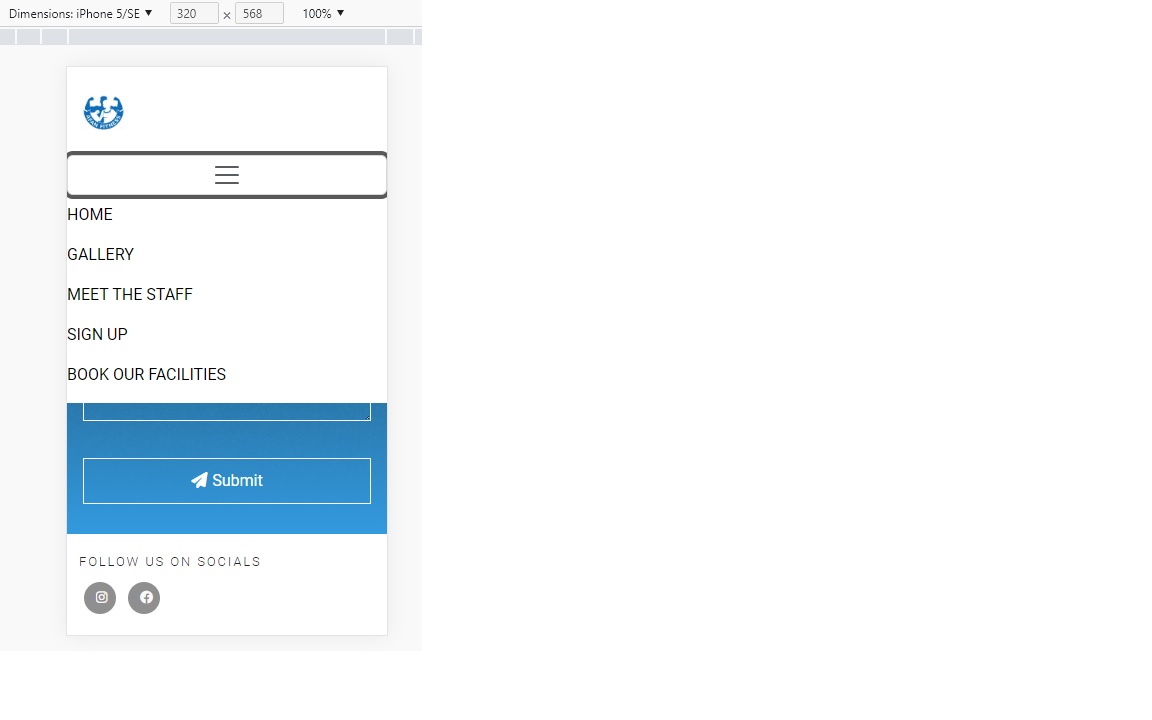 Dimensions: iPhone 5/SE ▼ 320 × 568 100% ▼
HOME
GALLERY
MEET THE STAFF
SIGN UP
BOOK OUR FACILITIES
Submit
FOLLOW US ON SOCIALS